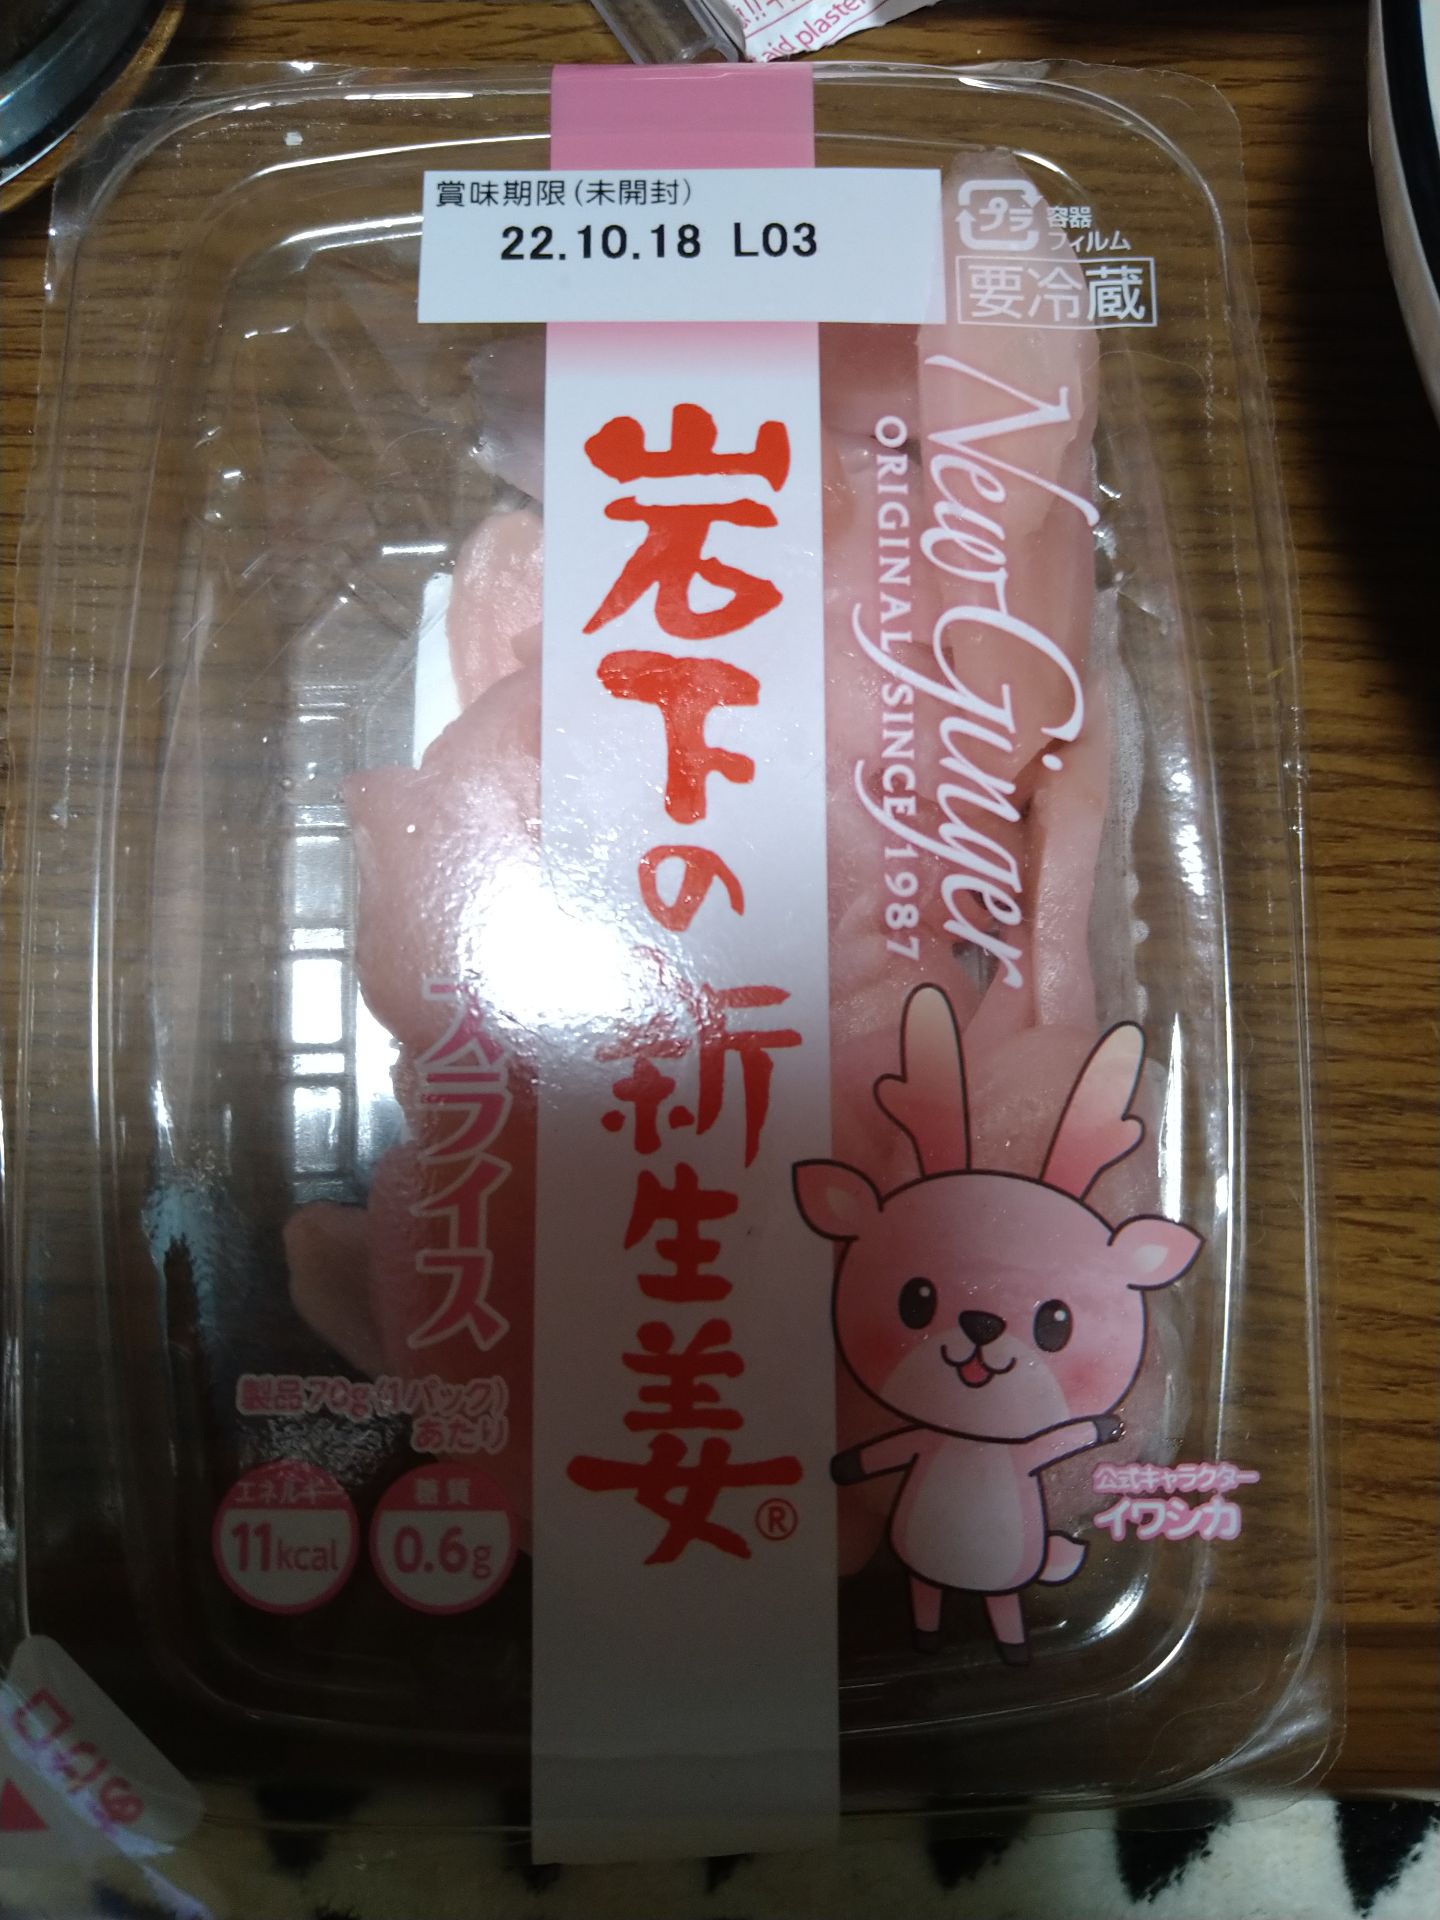 aid plaster
賞味期限(未開封)
22.10.18 L03
プラ
容器
フィルム
要冷蔵
New Ginger
ORIGINAL SINCE 1987
岩下の新生姜®
スライス
製品70g(1パック)
あたり
エネルギー
11kcal
糖質
0.6g
公式キャラクター
イワシカ